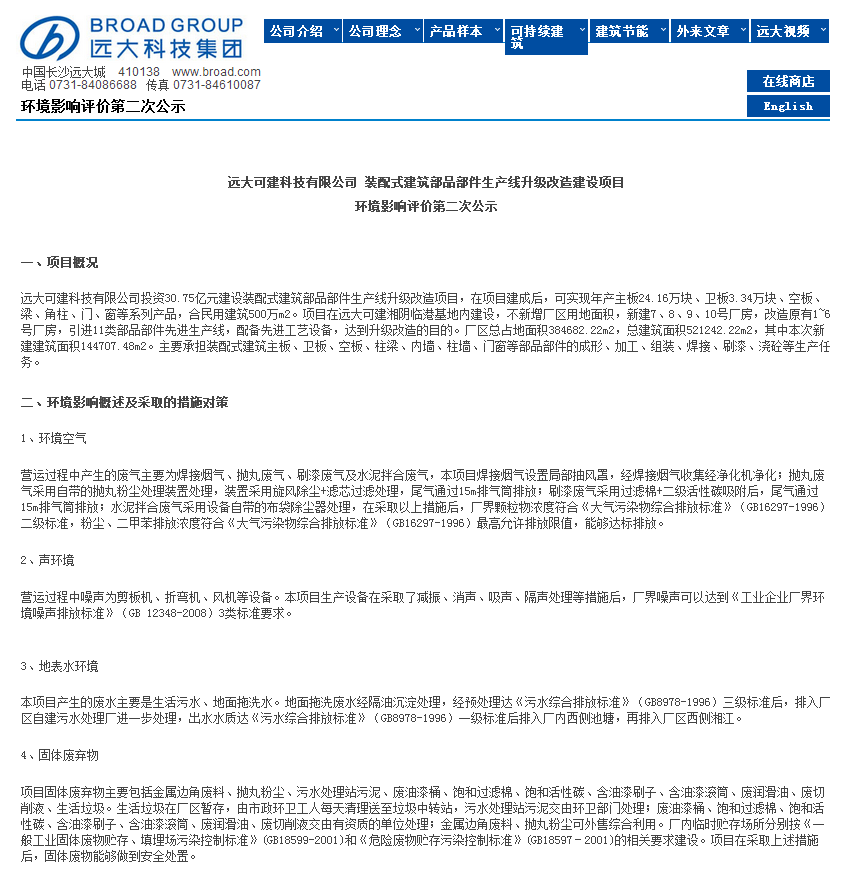 BROAD GROUP
远大科技集团
公司介绍 公司理念 产品样本 可持续建筑 建筑节能 外来文章 远大视频
中国长沙远大城 410138 www.broad.com
电话 0731-84086688 传真 0731-84610087
在线商店
English
环境影响评价第二次公示
远大可建科技有限公司 装配式建筑部品部件生产线升级改造建设项目
环境影响评价第二次公示
一、项目概况
远大可建科技有限公司投资30.75亿元建设装配式建筑部品部件生产线升级改造项目，在项目建成后，可实现年产主板24.16万块、卫板3.34万块、空板、
梁、角柱、门、窗等系列产品，合民用建筑500万m2。项目在远大可建湘阴临港基地内建设，不新增厂区用地面积，新建7、8、9、10号厂房，改造原有1~6
号厂房，引进11类部品部件先进生产线，配备先进工艺设备，达到升级改造的目的。厂区总占地面积384682.22m2，总建筑面积521242.22m2，其中本次新
建建筑面积144707.48m2。主要承担装配式建筑主板、卫板、空板、柱梁、内墙、柱墙、门窗等部品部件的成形、加工、组装、焊接、刷漆、浇砼等生产任
务。
二、环境影响概述及采取的措施对策
1、环境空气
营运过程中产生的废气主要为焊接烟气、抛丸废气、刷漆废气及水泥拌合废气，本项目焊接烟气设置局部抽风罩，经焊接烟气收集经净化机净化；抛丸废
气采用自带的抛丸粉尘处理装置处理，装置采用旋风除尘+滤芯过滤处理，尾气通过15m排气筒排放；刷漆废气采用过滤棉+二级活性碳吸附后，尾气通过
15m排气筒排放；水泥拌合废气采用设备自带的布袋除尘器处理，在采取以上措施后，厂界颗粒物浓度符合《大气污染物综合排放标准》（GB16297-1996）
二级标准，粉尘、二甲苯排放浓度符合《大气污染物综合排放标准》（GB16297-1996）最高允许排放限值，能够达标排放。
2、声环境
营运过程中噪声为剪板机、折弯机、风机等设备。本项目生产设备在采取了减振、消声、吸声、隔声处理等措施后，厂界噪声可以达到《工业企业厂界环
境噪声排放标准》（GB 12348-2008）3类标准要求。
3、地表水环境
本项目产生的废水主要是生活污水、地面拖洗水。地面拖洗废水经隔油沉淀处理，经预处理达《污水综合排放标准》（GB8978-1996）三级标准后，排入厂
区自建污水处理厂进一步处理，出水水质达《污水综合排放标准》（GB8978-1996）一级标准后排入厂内西侧池塘，再排入厂区西侧湘江。
4、固体废弃物
项目固体废弃物主要包括金属边角废料、抛丸粉尘、污水处理站污泥、废油漆桶、饱和过滤棉、饱和活性碳、含油漆刷子、含油漆滚筒、废润滑油、废切
削液、生活垃圾。生活垃圾在厂区暂存，由市政环卫工人每天清理送至垃圾中转站，污水处理站污泥交由环卫部门处理；废油漆桶、饱和过滤棉、饱和活
性碳、含油漆刷子、含油漆滚筒、废润滑油、废切削液交由有资质的单位处理；金属边角废料、抛丸粉尘可外售综合利用。厂内临时贮存场所分别按《一
般工业固体废物贮存、填埋场污染控制标准》(GB18599-2001)和《危险废物贮存污染控制标准》(GB18597－2001)的相关要求建设。项目在采取上述措施
后，固体废物能够做到安全处置。